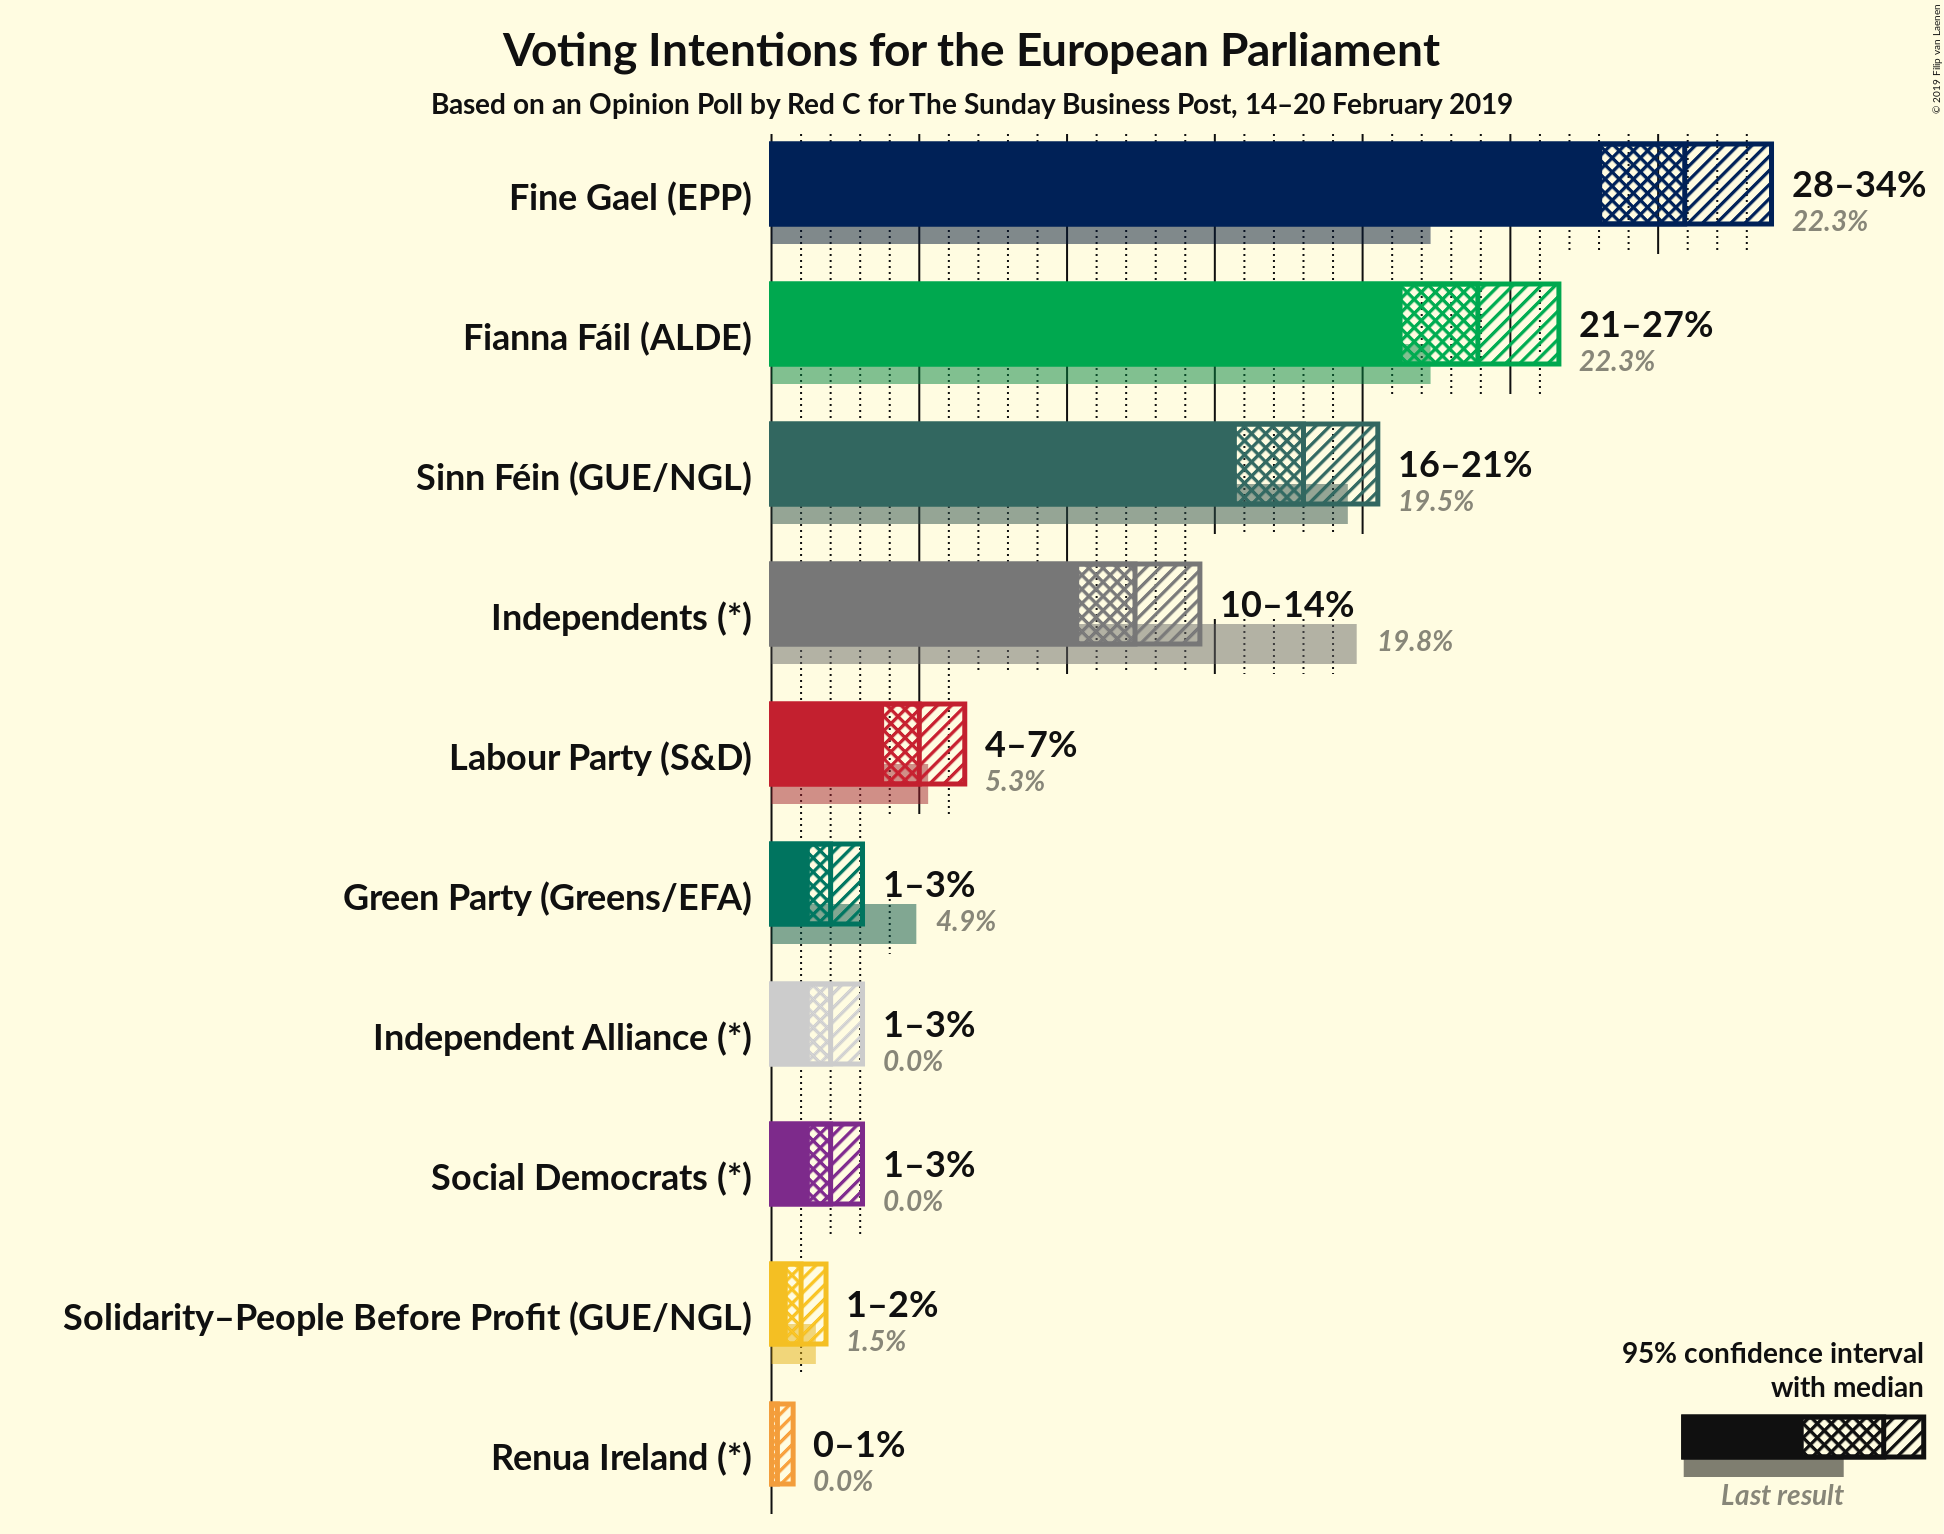 Voting Intentions for the European Parliament
Based on an Opinion Poll by Red C for The Sunday Business Post, 14–20 February 2019
© 2019 Filip van Laenen
Fine Gael (EPP)
28–34%
22.3%
Fianna Fáil (ALDE)
21–27%
22.3%
Sinn Féin (GUE/NGL)
16–21%
19.5%
Independents (*)
10–14%
19.8%
Labour Party (S&D)
4–7%
5.3%
Green Party (Greens/EFA)
1–3%
4.9%
Independent Alliance (*)
1–3%
0.0%
Social Democrats (*)
1–3%
0.0%
Solidarity–People Before Profit (GUE/NGL)
1–2%
1.5%
Renua Ireland (*)
0–1%
0.0%
95% confidence interval
with median
Last result